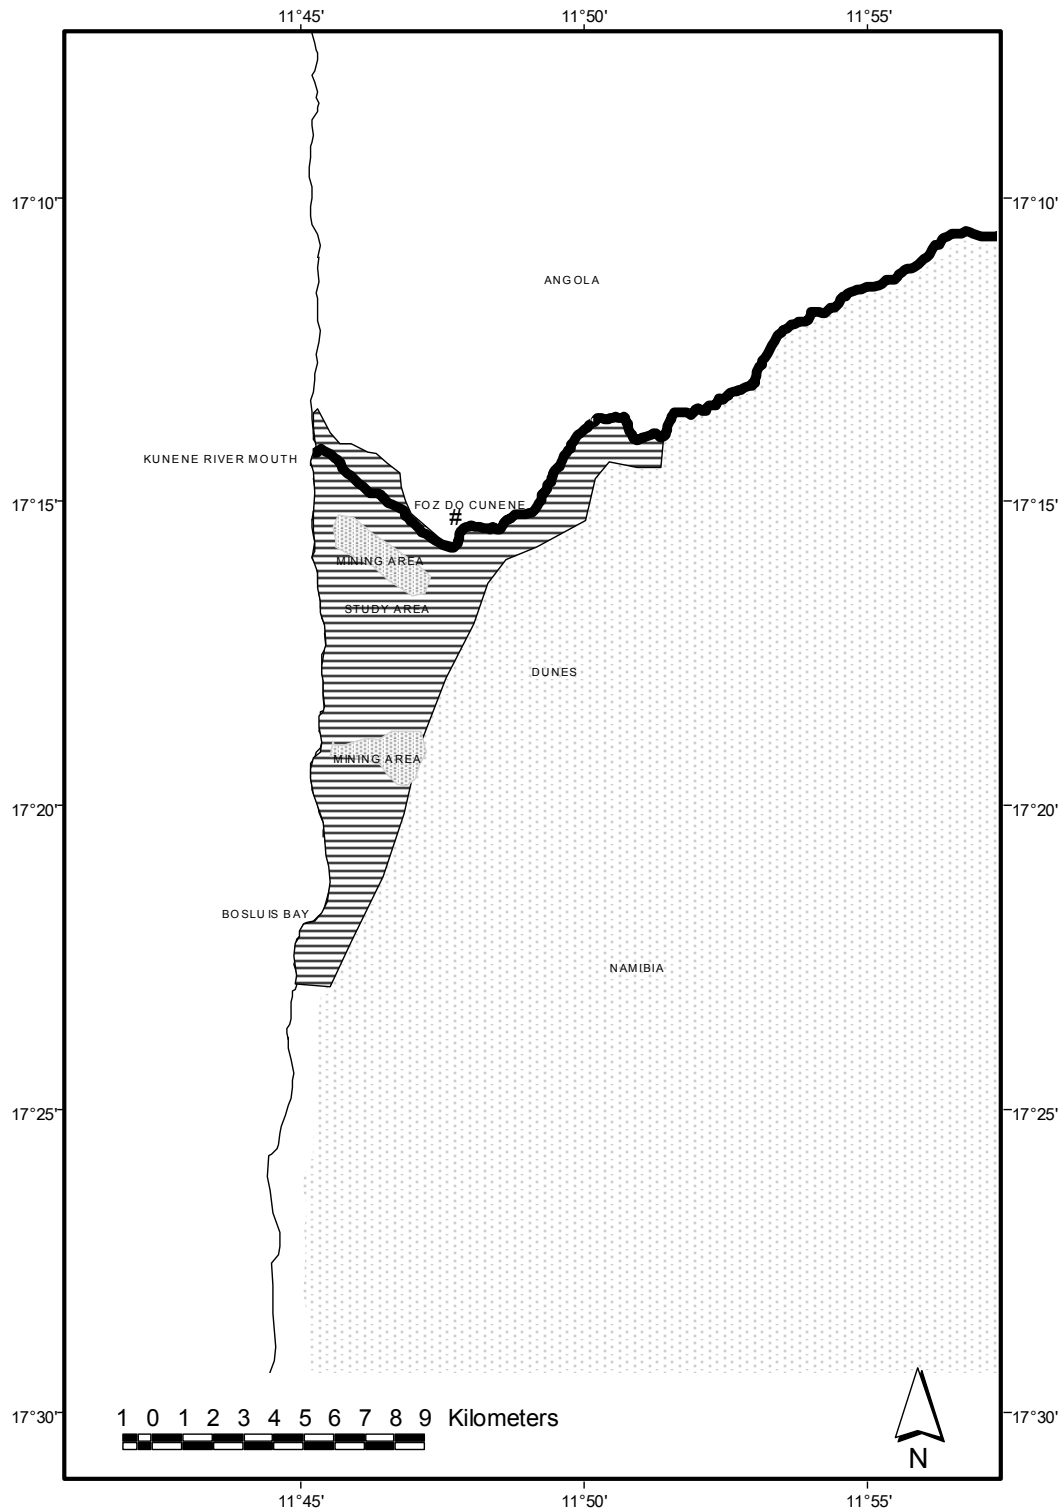 11°45' 11°50' 11°55'
17°10' 17°10'
ANGOLA
KUNENE RIVER MOUTH
17°15' FOZ DO CUNENE 17°15'
#
MINING AREA
STUDY AREA
DUNES
MINING AREA
17°20' 17°20'
BOSLUIS BAY
NAMIBIA
17°25' 17°25'
17°30' 17°30'
1 0 1 2 3 4 5 6 7 8 9 Kilometers
N
11°45' 11°50' 11°55'